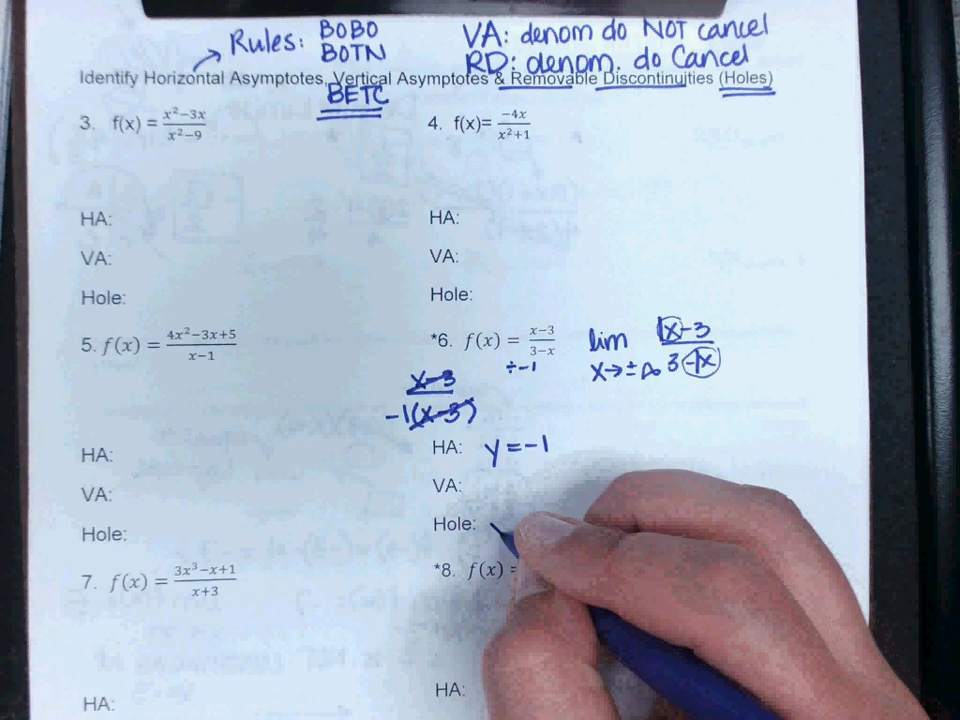 Rules: BOBO
BOTN
BETC
VA: denom do NOT cancel
RD: denom. do Cancel
Identify Horizontal Asymptotes, Vertical Asymptotes & Removable Discontinuities (Holes)
3. f(x) = x²−3x / x²−9
HA:
VA:
Hole:
4. f(x)= −4x / x²+1
HA:
VA:
Hole:
5. f(x) = 4x²−3x+5 / x−1
HA:
VA:
Hole:
*6. f(x) = x−3 / 3−x
÷-1
lim x→±∞ x-3 / 3-1x
x-3 / -1(x-3)
HA: y=-1
VA:
Hole:
7. f(x) = 3x³−x+1 / x+3
HA:
*8. f(x) =
HA: